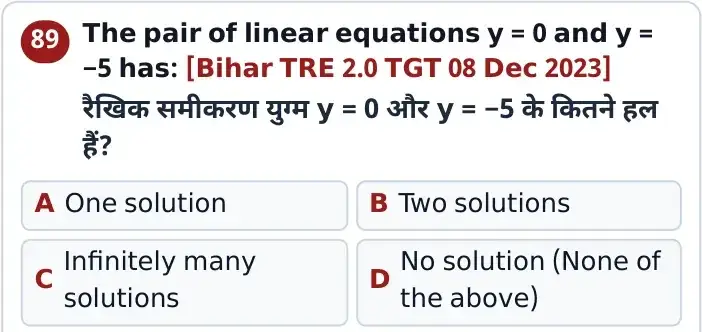 89 The pair of linear equations y = 0 and y =
−5 has: [Bihar TRE 2.0 TGT 08 Dec 2023]
रैखिक समीकरण युग्म y = 0 और y = −5 के कितने हल
हैं?
A One solution
B Two solutions
C Infinitely many
solutions
D No solution (None of
the above)